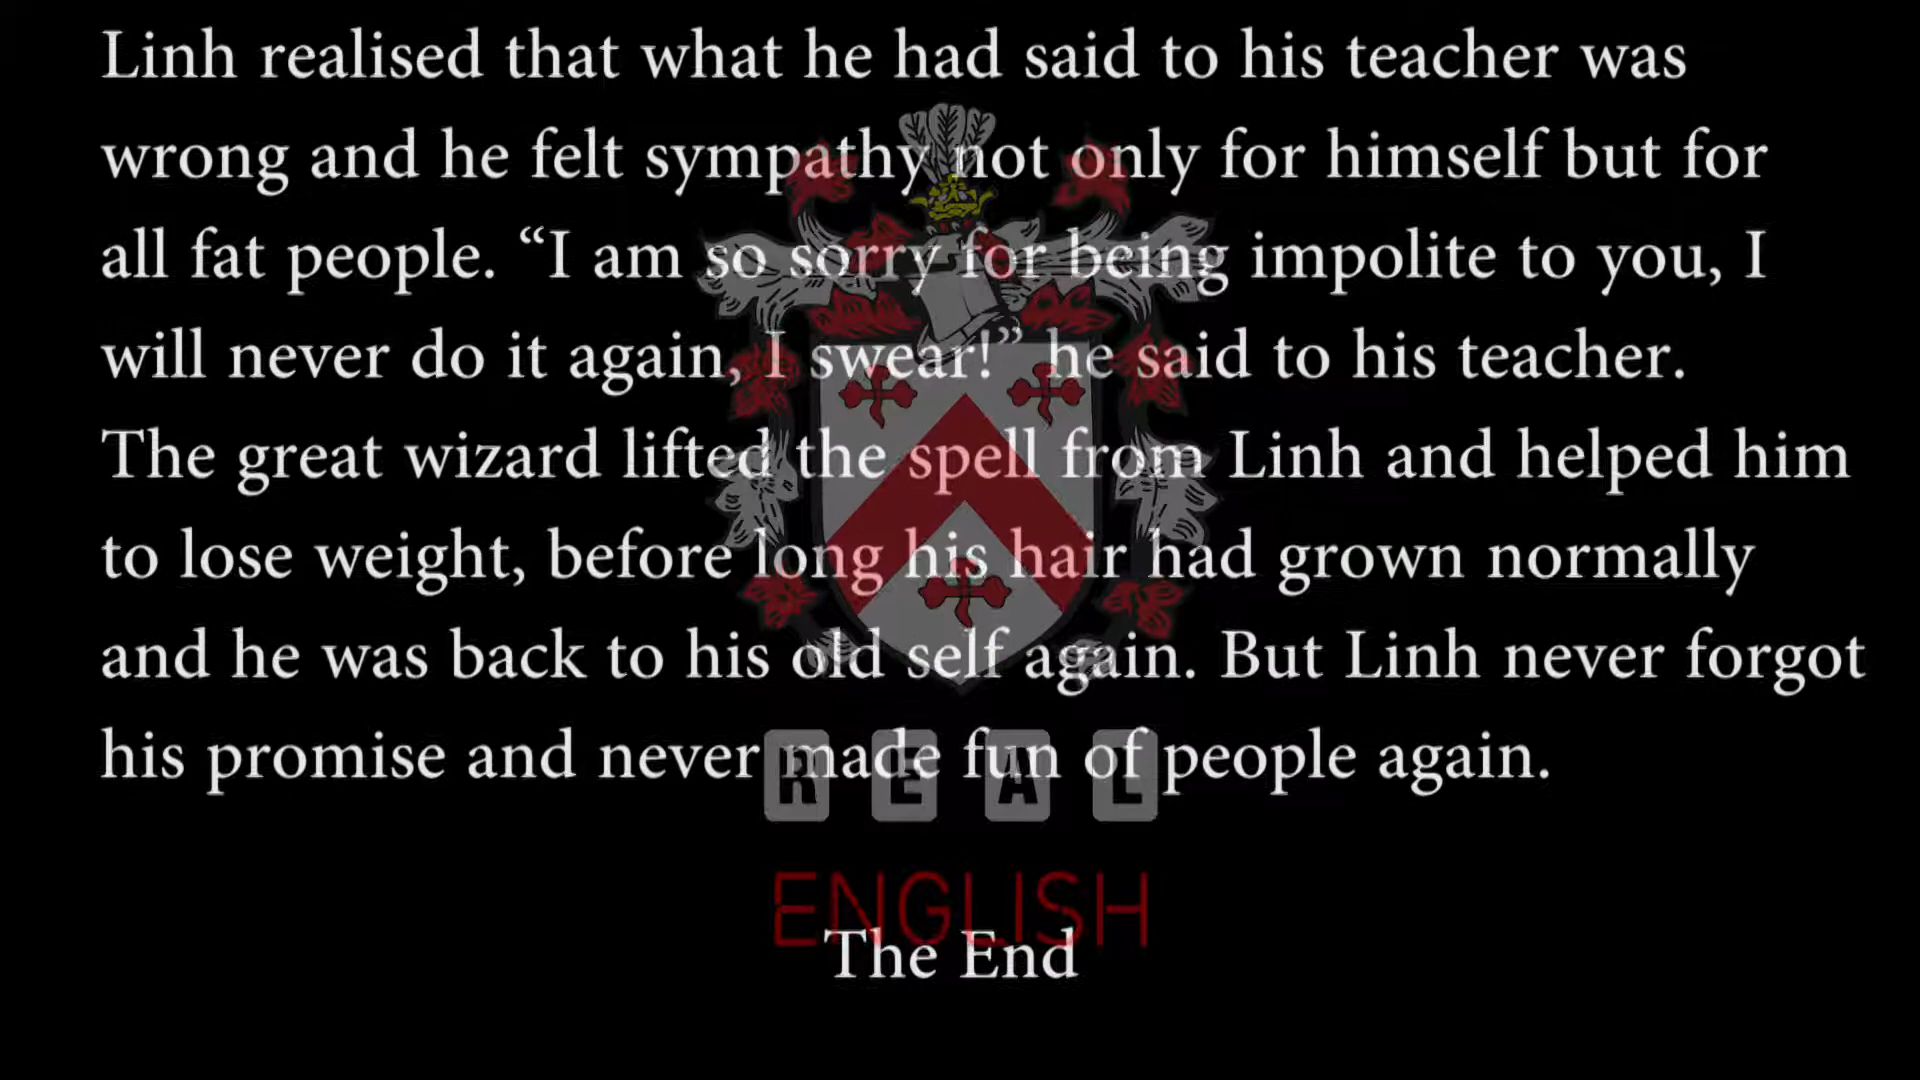 Linh realised that what he had said to his teacher was
wrong and he felt sympathy not only for himself but for
all fat people. “I am so sorry for being impolite to you, I
will never do it again, I swear!” he said to his teacher.
The great wizard lifted the spell from Linh and helped him
to lose weight, before long his hair had grown normally
and he was back to his old self again. But Linh never forgot
his promise and never made fun of people again.
REAL
ENGLISH
The End